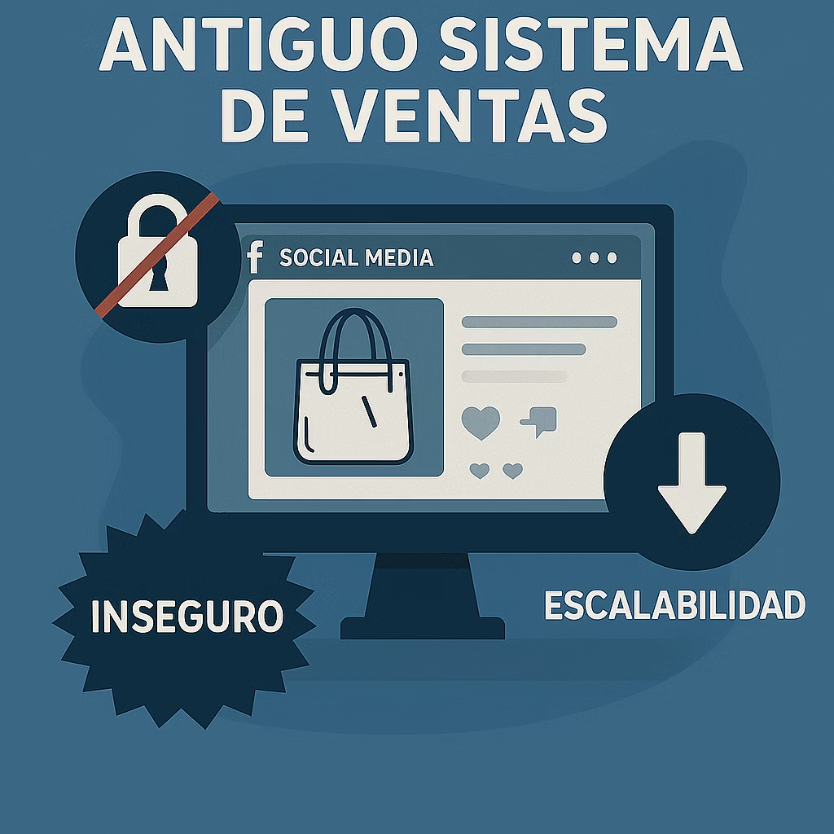 ANTIGUO SISTEMA
DE VENTAS
f SOCIAL MEDIA
INSEGURO
ESCALABILIDAD